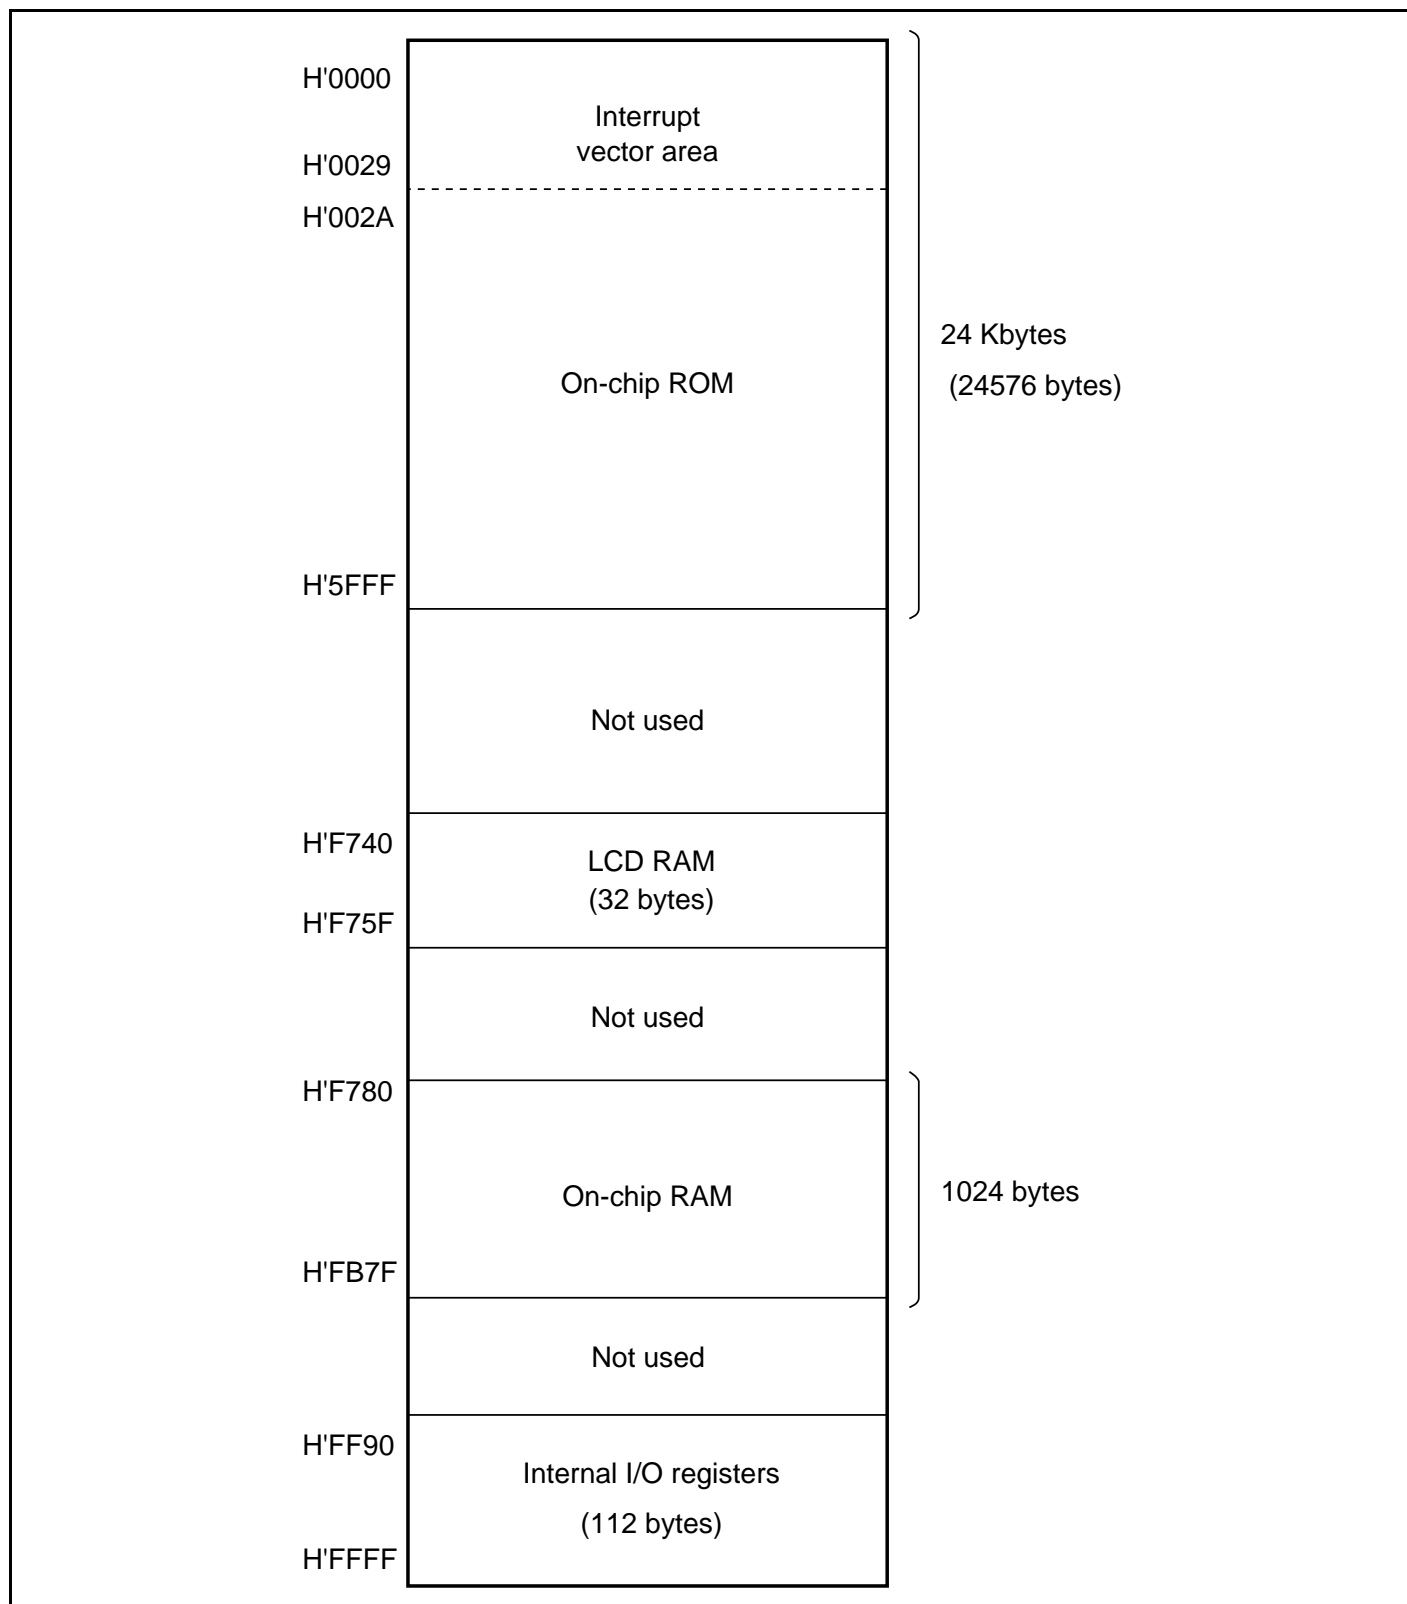 H'0000
Interrupt
vector area
H'0029
H'002A
24 Kbytes
On-chip ROM
(24576 bytes)
H'5FFF
Not used
H'F740
LCD RAM
(32 bytes)
H'F75F
Not used
H'F780
On-chip RAM
1024 bytes
H'FB7F
Not used
H'FF90
Internal I/O registers
(112 bytes)
H'FFFF